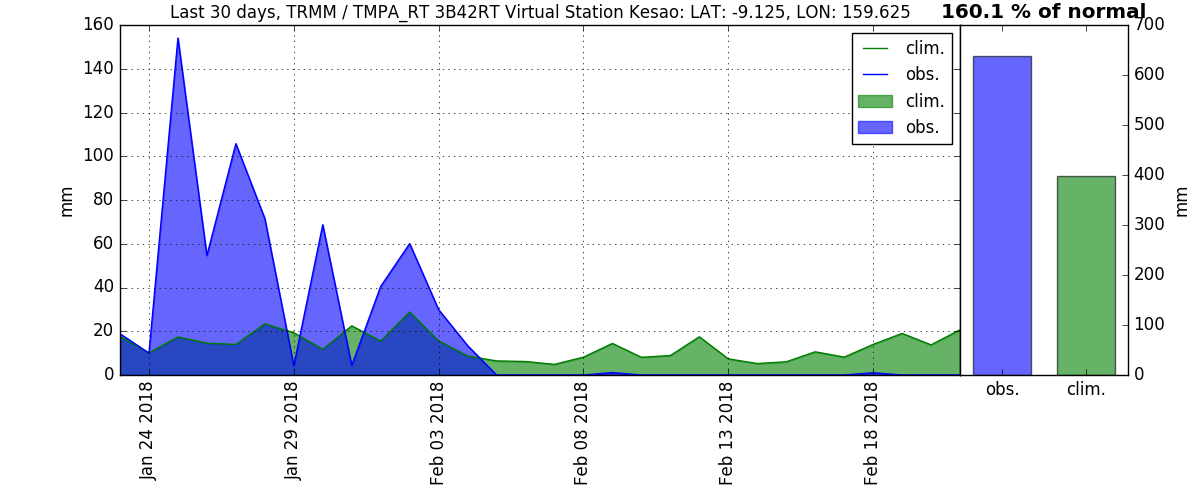 Last 30 days, TRMM / TMPA_RT 3B42RT Virtual Station Kesao: LAT: -9.125, LON: 159.625
160.1 % of normal
160
140
120
100
80
60
40
20
0
mm
clim.
obs.
clim.
obs.
Jan 24 2018
Jan 29 2018
Feb 03 2018
Feb 08 2018
Feb 13 2018
Feb 18 2018
700
600
500
400
300
200
100
0
mm
obs.
clim.